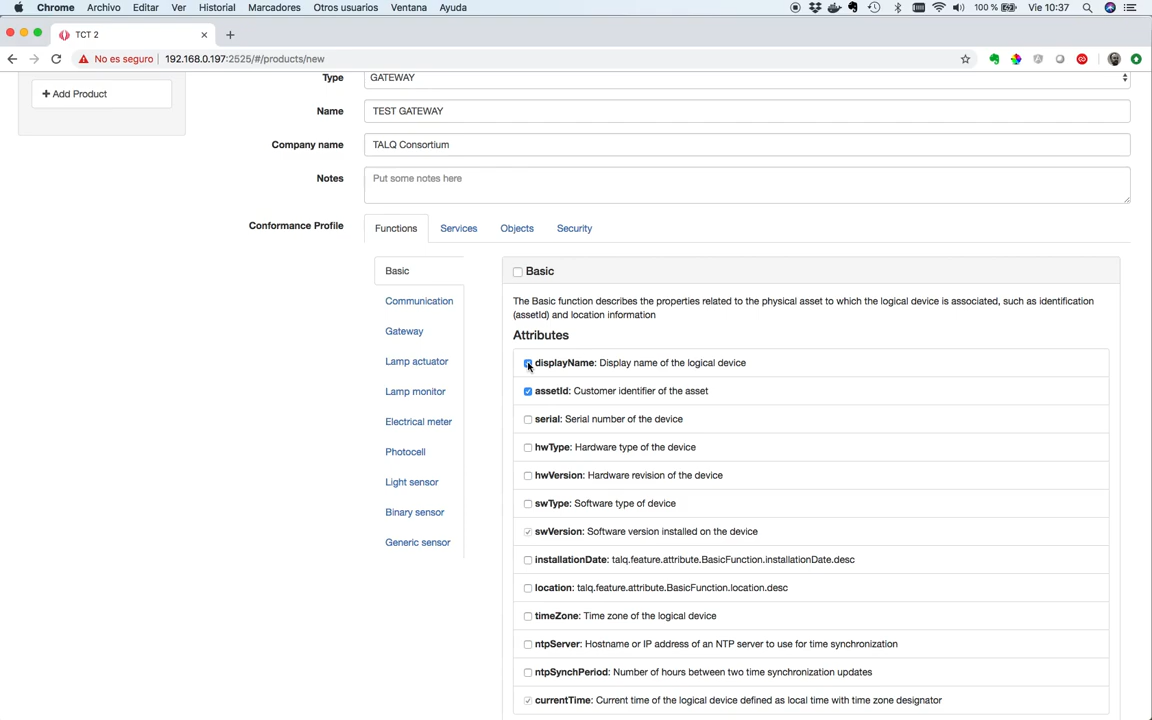 Chrome Archivo Editar Ver Historial Marcadores Otros usuarios Ventana Ayuda 100 % Vie 10:37
TCT 2
No es seguro 192.168.0.197:2525/#/products/new
Type GATEWAY
Add Product
Name TEST GATEWAY
Company name TALQ Consortium
Notes Put some notes here
Conformance Profile Functions Services Objects Security
Basic
Communication
Gateway
Lamp actuator
Lamp monitor
Electrical meter
Photocell
Light sensor
Binary sensor
Generic sensor
Basic
The Basic function describes the properties related to the physical asset to which the logical device is associated, such as identification
(assetId) and location information
Attributes
displayName: Display name of the logical device
assetId: Customer identifier of the asset
serial: Serial number of the device
hwType: Hardware type of the device
hwVersion: Hardware revision of the device
swType: Software type of device
swVersion: Software version installed on the device
installationDate: talq.feature.attribute.BasicFunction.installationDate.desc
location: talq.feature.attribute.BasicFunction.location.desc
timeZone: Time zone of the logical device
ntpServer: Hostname or IP address of an NTP server to use for time synchronization
ntpSynchPeriod: Number of hours between two time synchronization updates
currentTime: Current time of the logical device defined as local time with time zone designator